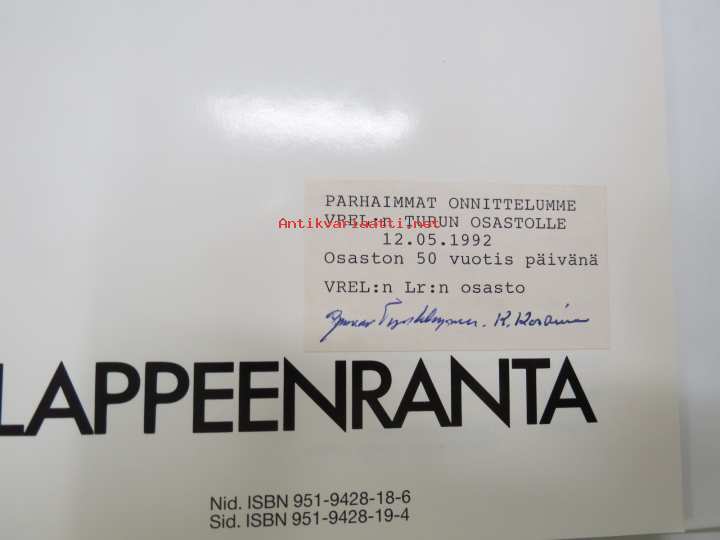 PARHAIMMAT ONNITTELUMME
VREL:n TURUN OSASTOLLE
Antikvariaatti.net
12.05.1992
Osaston 50 vuotis päivänä
VREL:n Lr:n osasto
K.
LAPPEENRANTA
Nid. ISBN 951-9428-18-6
Sid. ISBN 951-9428-19-4